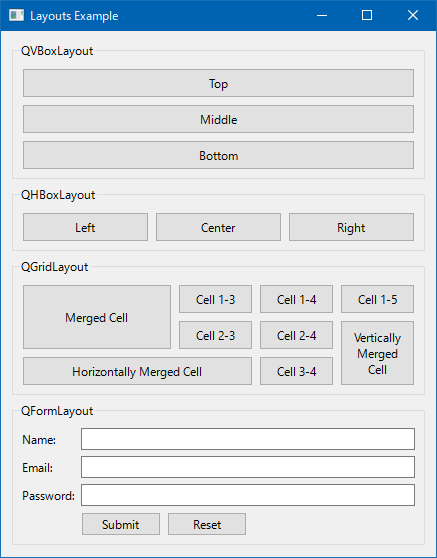 Layouts Example
QVBoxLayout
Top
Middle
Bottom
QHBoxLayout
Left Center Right
QGridLayout
Merged Cell
Cell 1-3 Cell 1-4 Cell 1-5
Cell 2-3 Cell 2-4
Vertically
Merged
Cell
Horizontally Merged Cell Cell 3-4
QFormLayout
Name:
Email:
Password:
Submit Reset